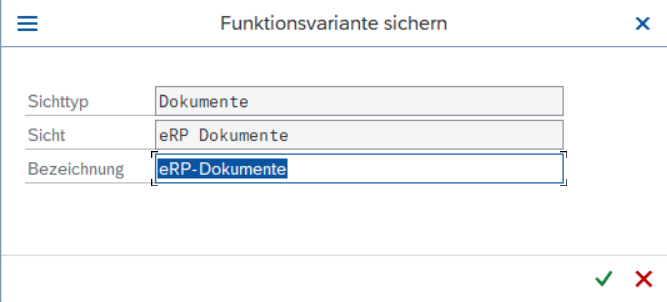 Funktionsvariante sichern
Sichttyp Dokumente
Sicht eRP Dokumente
Bezeichnung eRP-Dokumente